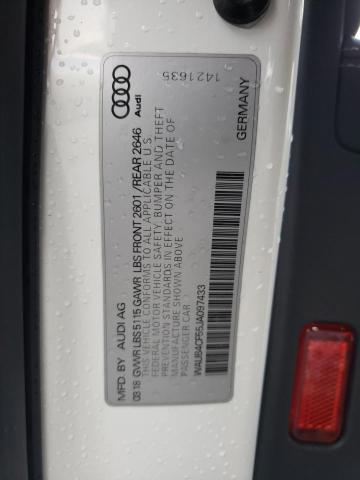 Audi
1421635
GERMANY
MFD. BY AUDI AG
03.18 GVWR LBS 5115 GAWR LBS FRONT 2601 / REAR 2646
THIS VEHICLE CONFORMS TO ALL APPLICABLE U.S.
FEDERAL MOTOR VEHICLE SAFETY, BUMPER AND THEFT
PREVENTION STANDARDS IN EFFECT ON THE DATE
OF MANUFACTURE SHOWN ABOVE
PASSENGER CAR
WAUB4CF55JA097433